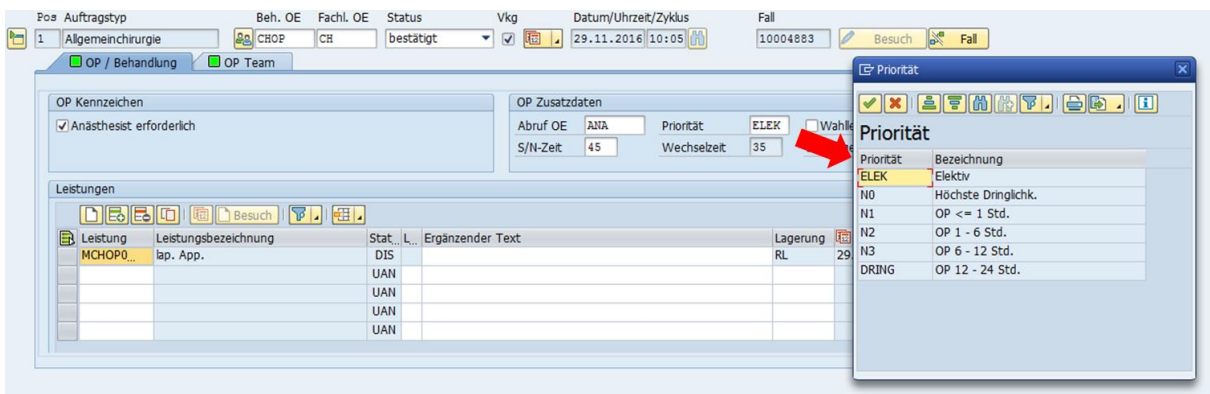 Pos Auftragstyp Beh. OE Fachl. OE Status Vkg Datum/Uhrzeit/Zyklus Fall
1 Allgemeinchirurgie CHOP CH bestätigt 29.11.2016 10:05 10004883 Besuch Fall
OP / Behandlung OP Team
OP Kennzeichen
Anästhesist erforderlich
OP Zusatzdaten
Abruf OE ANA Priorität ELEK Wahlle
S/N-Zeit 45 Wechselzeit 35
Leistungen
Besuch
Leistung Leistungsbezeichnung Stat... L... Ergänzender Text Lagerung
MCHOP0... lap. App. DIS RL 29.
UAN
UAN
UAN
UAN
Priorität
Priorität
Priorität Bezeichnung
ELEK Elektiv
N0 Höchste Dringlichk.
N1 OP <= 1 Std.
N2 OP 1 - 6 Std.
N3 OP 6 - 12 Std.
DRING OP 12 - 24 Std.